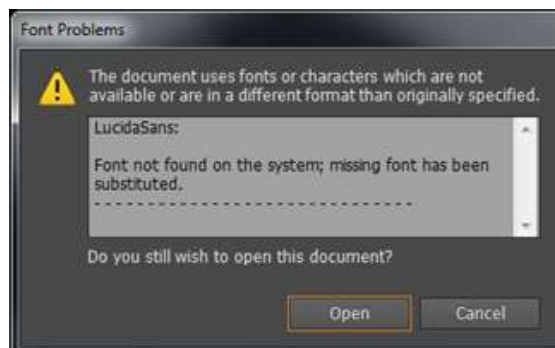 Font Problems
The document uses fonts or characters which are not
available or are in a different format than originally specified.
LucidaSans:
Font not found on the system; missing font has been
substituted.
- - - - - - - - - - - - - - - - - - - - - - - - - - - - - - -
Do you still wish to open this document?
Open Cancel